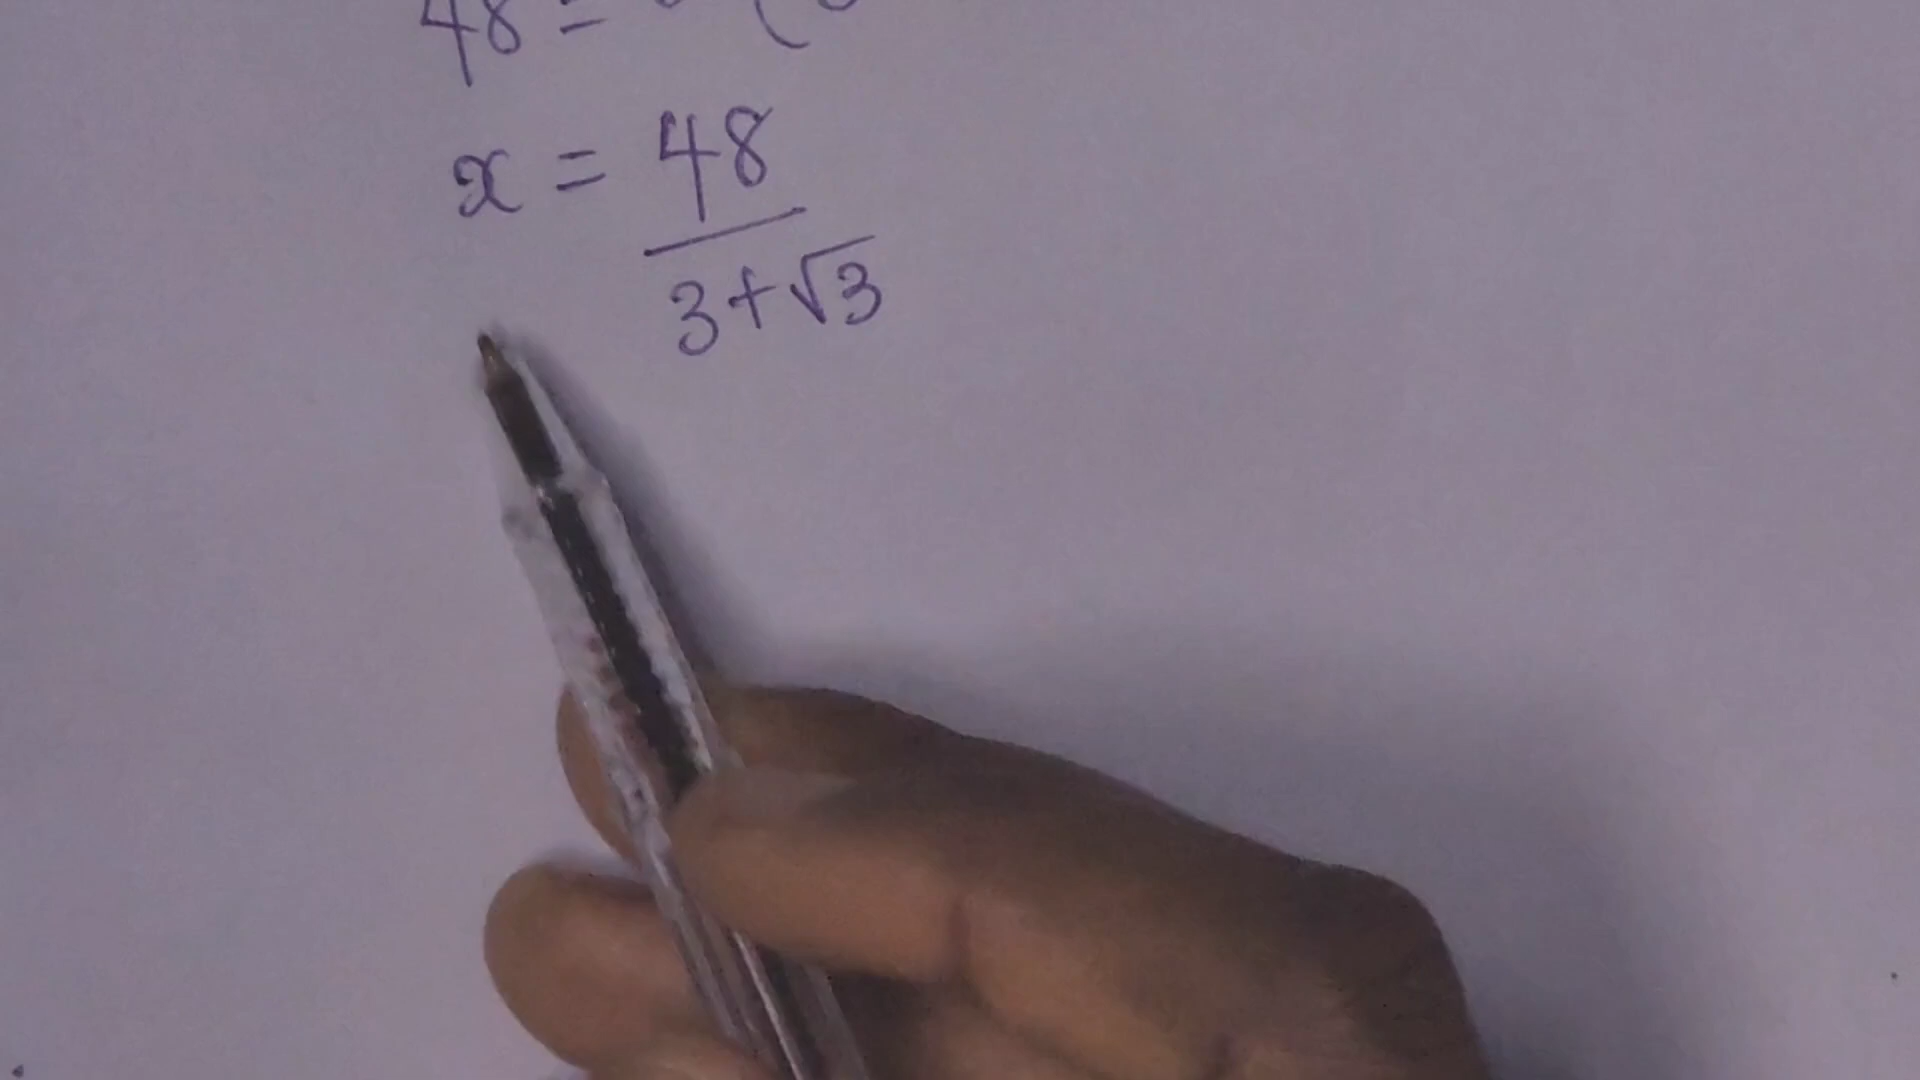 48 = (
x = 48
3+√3